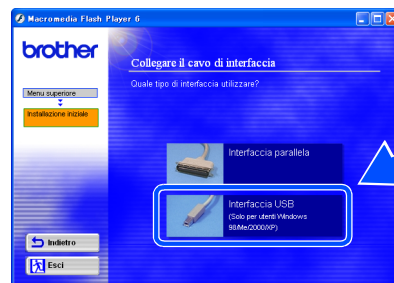 Macromedia Flash Player 6
brother
Collegare il cavo di interfaccia
Quale tipo di interfaccia utilizzare?
Menu superiore
Installazione iniziale
Interfaccia parallela
Interfaccia USB
(Solo per utenti Windows
98/Me/2000/XP)
Indietro
Esci